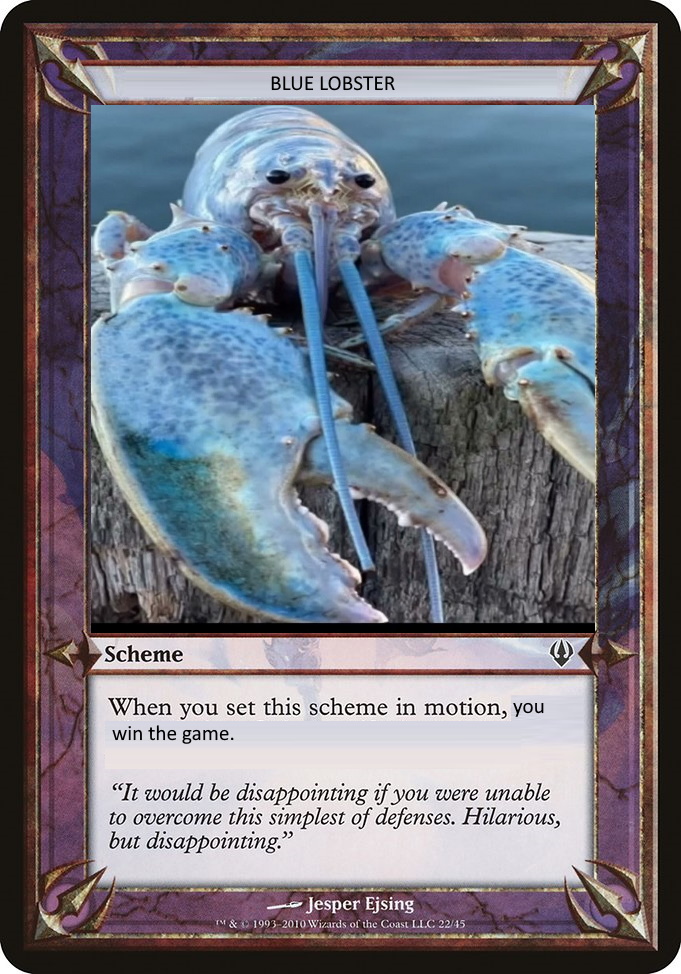 BLUE LOBSTER
Scheme
When you set this scheme in motion, you
win the game.
“It would be disappointing if you were unable
to overcome this simplest of defenses. Hilarious,
but disappointing.”
Jesper Ejsing
™ & © 1993–2010 Wizards of the Coast LLC 22/45